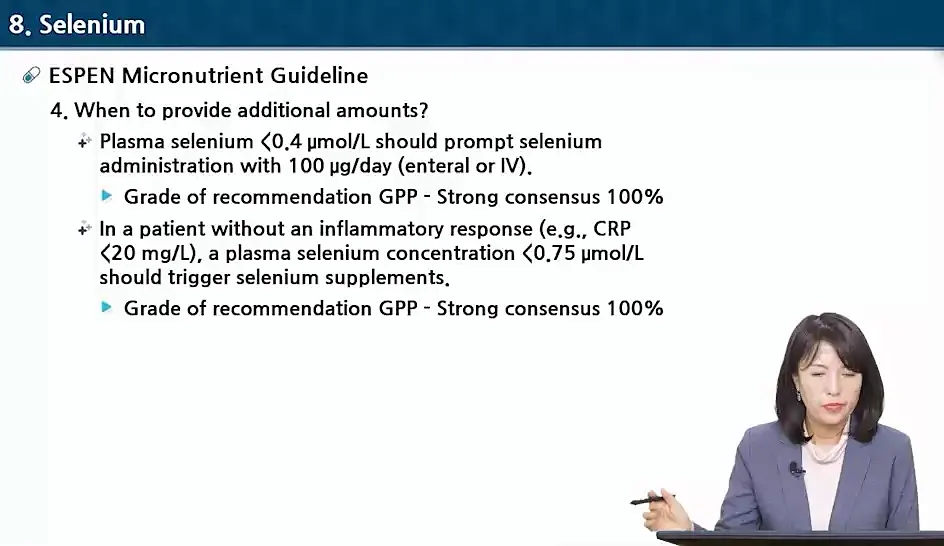 8. Selenium
ESPEN Micronutrient Guideline
4. When to provide additional amounts?
Plasma selenium <0.4 μmol/L should prompt selenium
administration with 100 μg/day (enteral or IV).
Grade of recommendation GPP - Strong consensus 100%
In a patient without an inflammatory response (e.g., CRP
<20 mg/L), a plasma selenium concentration <0.75 μmol/L
should trigger selenium supplements.
Grade of recommendation GPP - Strong consensus 100%